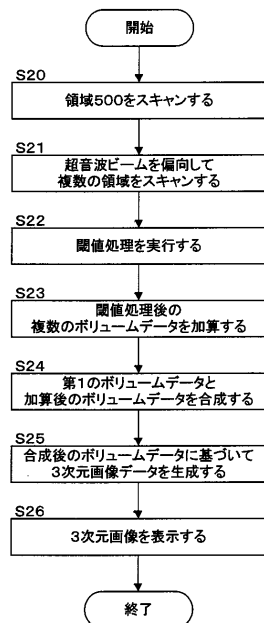 開始
S20
領域500をスキャンする
S21
超音波ビームを偏向して
複数の領域をスキャンする
S22
閾値処理を実行する
S23
閾値処理後の
複数のボリュームデータを加算する
S24
第1のボリュームデータと
加算後のボリュームデータを合成する
S25
合成後のボリュームデータに基づいて
3次元画像データを生成する
S26
3次元画像を表示する
終了